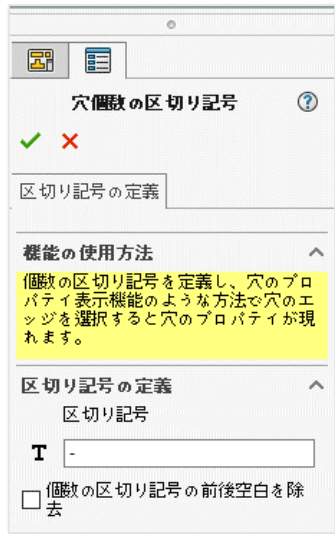 穴個数の区切り記号
区切り記号の定義
機能の使用方法
個数の区切り記号を定義し、穴のプロ
パティ表示機能のような方法で穴のエ
ッジを選択すると穴のプロパティが現
れます。
区切り記号の定義
区切り記号
T -
個数の区切り記号の前後空白を除
去